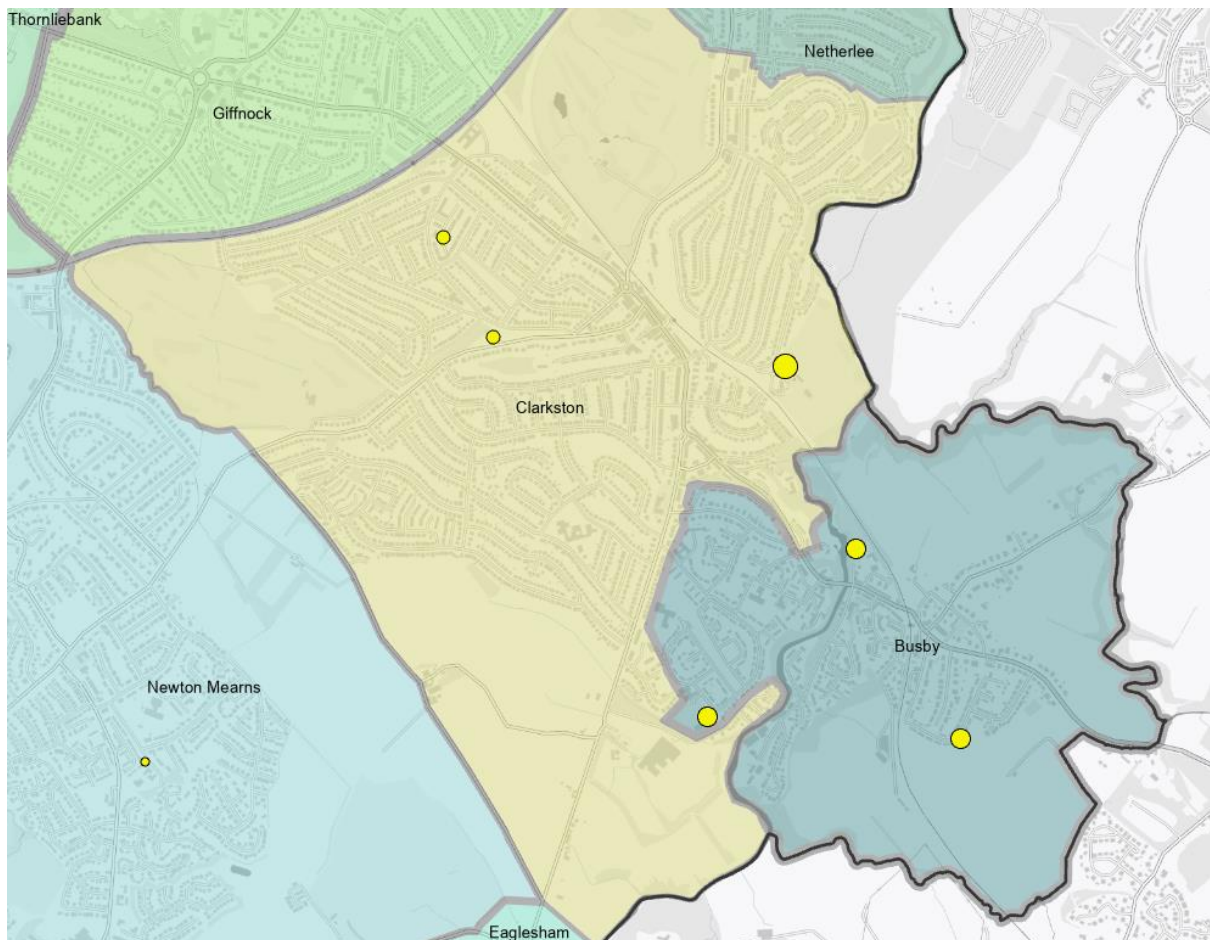 Thornliebank
Netherlee
Giffnock
Clarkston
Busby
Newton Mearns
Eaglesham